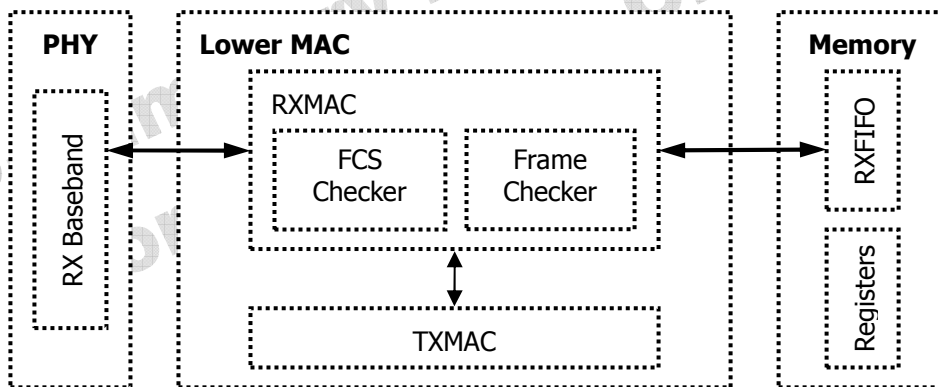 PHY
Lower MAC
Memory
RX Baseband
RXMAC
FCS
Checker
Frame
Checker
TXMAC
RXFIFO
Registers